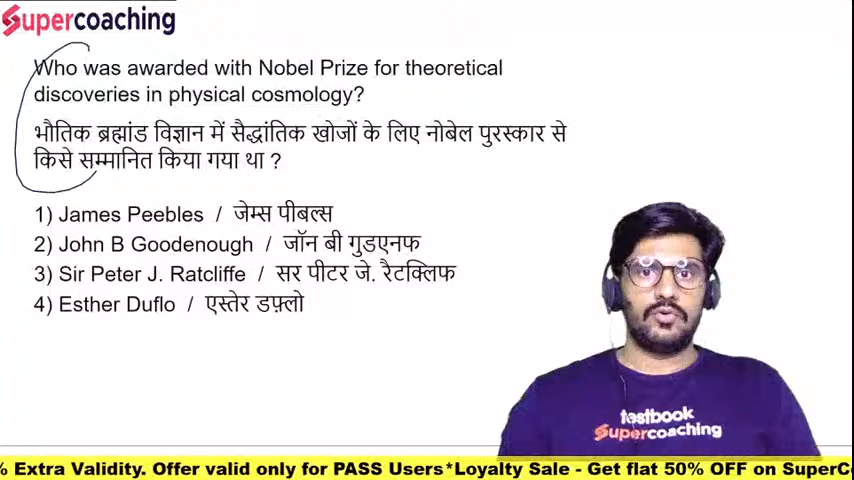 Supercoaching
Who was awarded with Nobel Prize for theoretical
discoveries in physical cosmology?
भौतिक ब्रह्मांड विज्ञान में सैद्धांतिक खोजों के लिए नोबेल पुरस्कार से
किसे सम्मानित किया गया था ?
1) James Peebles / जेम्स पीबल्स
2) John B Goodenough / जॉन बी गुडएनफ
3) Sir Peter J. Ratcliffe / सर पीटर जे. रैटक्लिफ
4) Esther Duflo / एस्तेर डफ़्लो
testbook
Supercoaching
% Extra Validity. Offer valid only for PASS Users*Loyalty Sale - Get flat 50% OFF on SuperCo